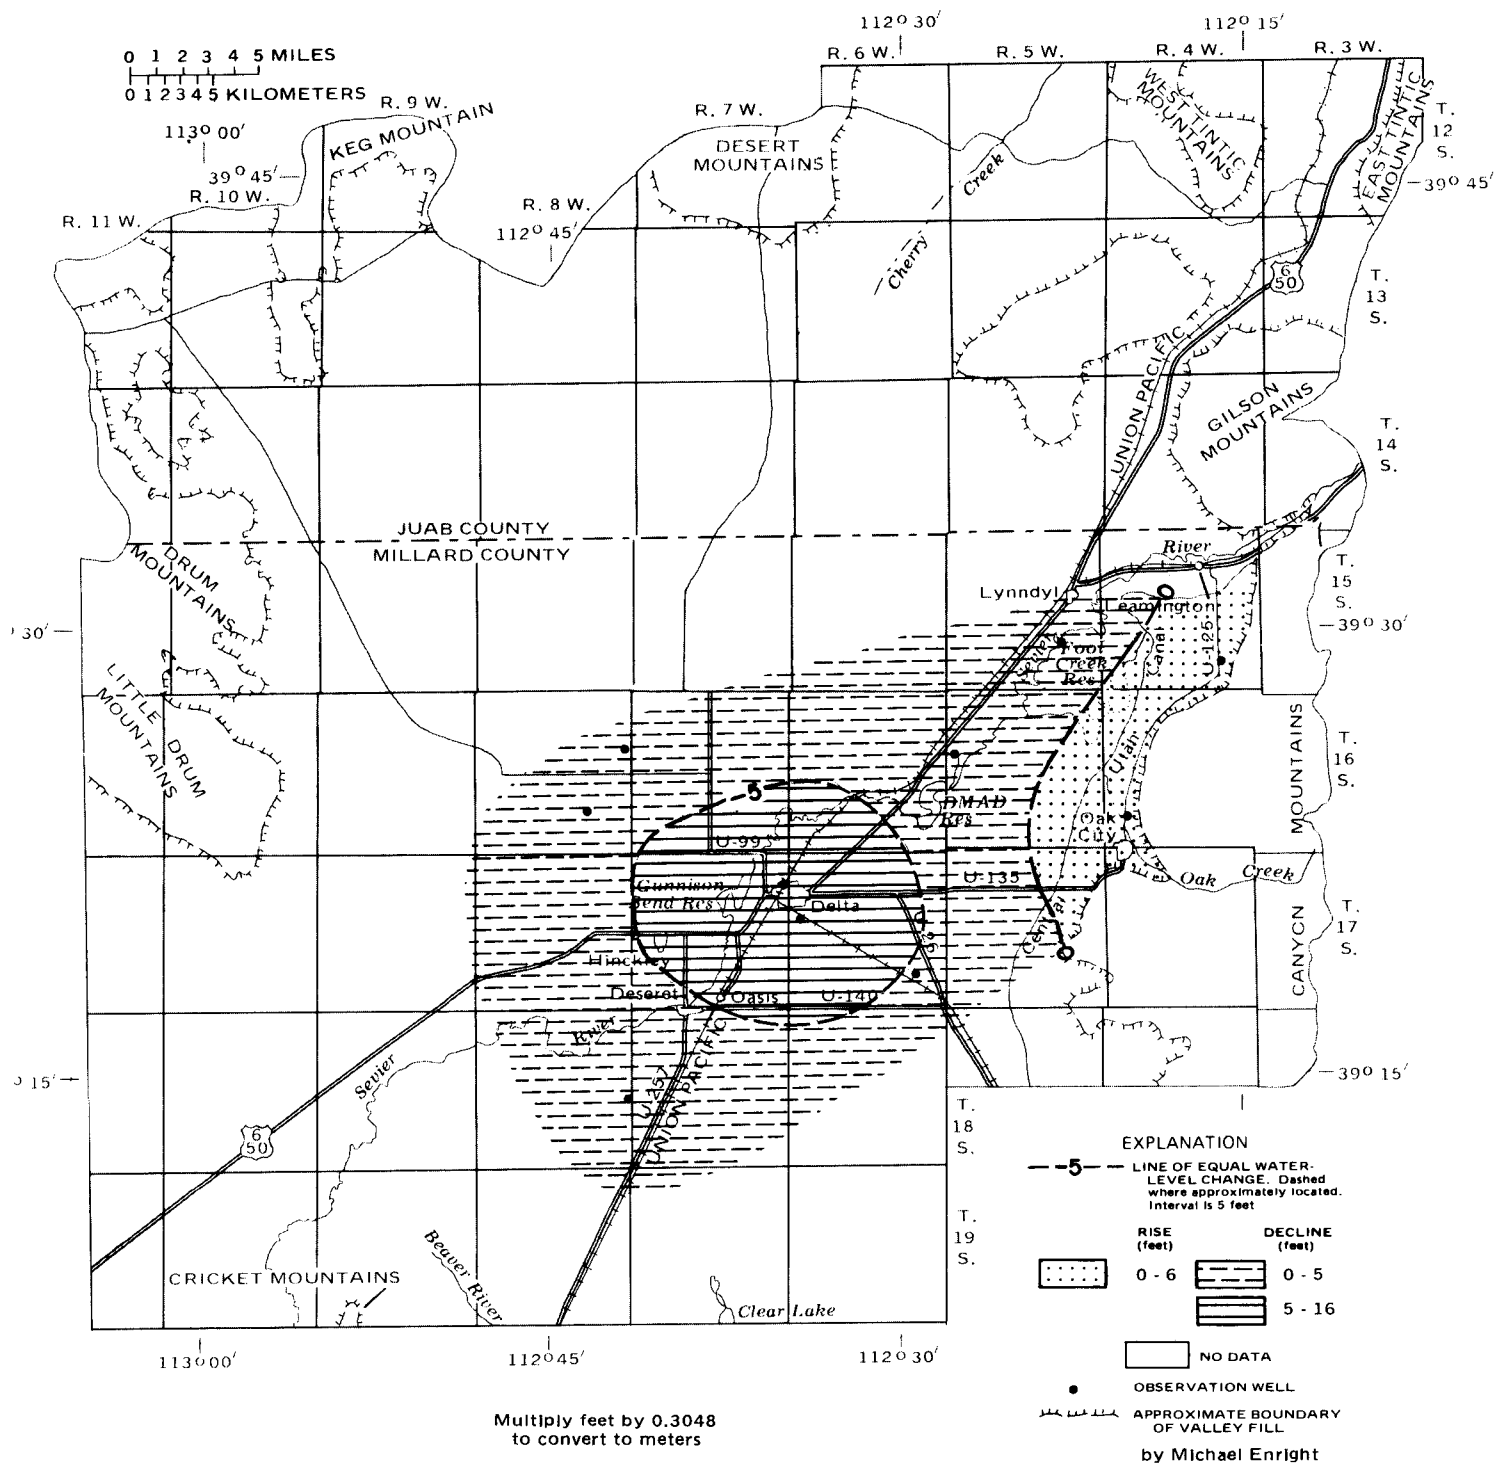 112° 30′
112° 15′
0 1 2 3 4 5 MILES
0 1 2 3 4 5 KILOMETERS
R. 6 W.
R. 5 W.
R. 4 W.
R. 3 W.
R. 9 W.
R. 7 W.
113° 00′
KEG MOUNTAIN
DESERT
MOUNTAINS
WEST TINTIC
MOUNTAINS
EAST TINTIC
MOUNTAINS
T.
12
S.
39° 45′
39° 45′
R. 10 W.
R. 8 W.
R. 11 W.
112° 45′
Cherry Creek
6
50
T.
13
S.
UNION PACIFIC
GILSON
MOUNTAINS
T.
14
S.
JUAB COUNTY
MILLARD COUNTY
DRUM
MOUNTAINS
River
T.
15
S.
Lynndyl
Leamington
0
30′
39° 30′
Sevier
Fool
Creek
Res
Canal
U-125
LITTLE DRUM
MOUNTAINS
MOUNTAINS
T.
16
S.
Utah
5
DMAD
Res
Oak
City
U-99
U-135
Oak Creek
Gunnison
Bend Res
Delta
Central
CANYON
T.
17
S.
Hinckley
0
Deseret
Oasis
U-140
River
Sevier
UNION PACIFIC
U-257
15′
39° 15′
T.
18
S.
6
50
EXPLANATION
5
LINE OF EQUAL WATER-
LEVEL CHANGE. Dashed
where approximately located.
Interval is 5 feet
T.
19
S.
RISE
(feet)
DECLINE
(feet)
0 - 6
0 - 5
5 - 16
Beaver River
CRICKET MOUNTAINS
Clear Lake
NO DATA
113° 00′
112° 45′
112° 30′
OBSERVATION WELL
APPROXIMATE BOUNDARY
OF VALLEY FILL
Multiply feet by 0.3048
to convert to meters
by Michael Enright